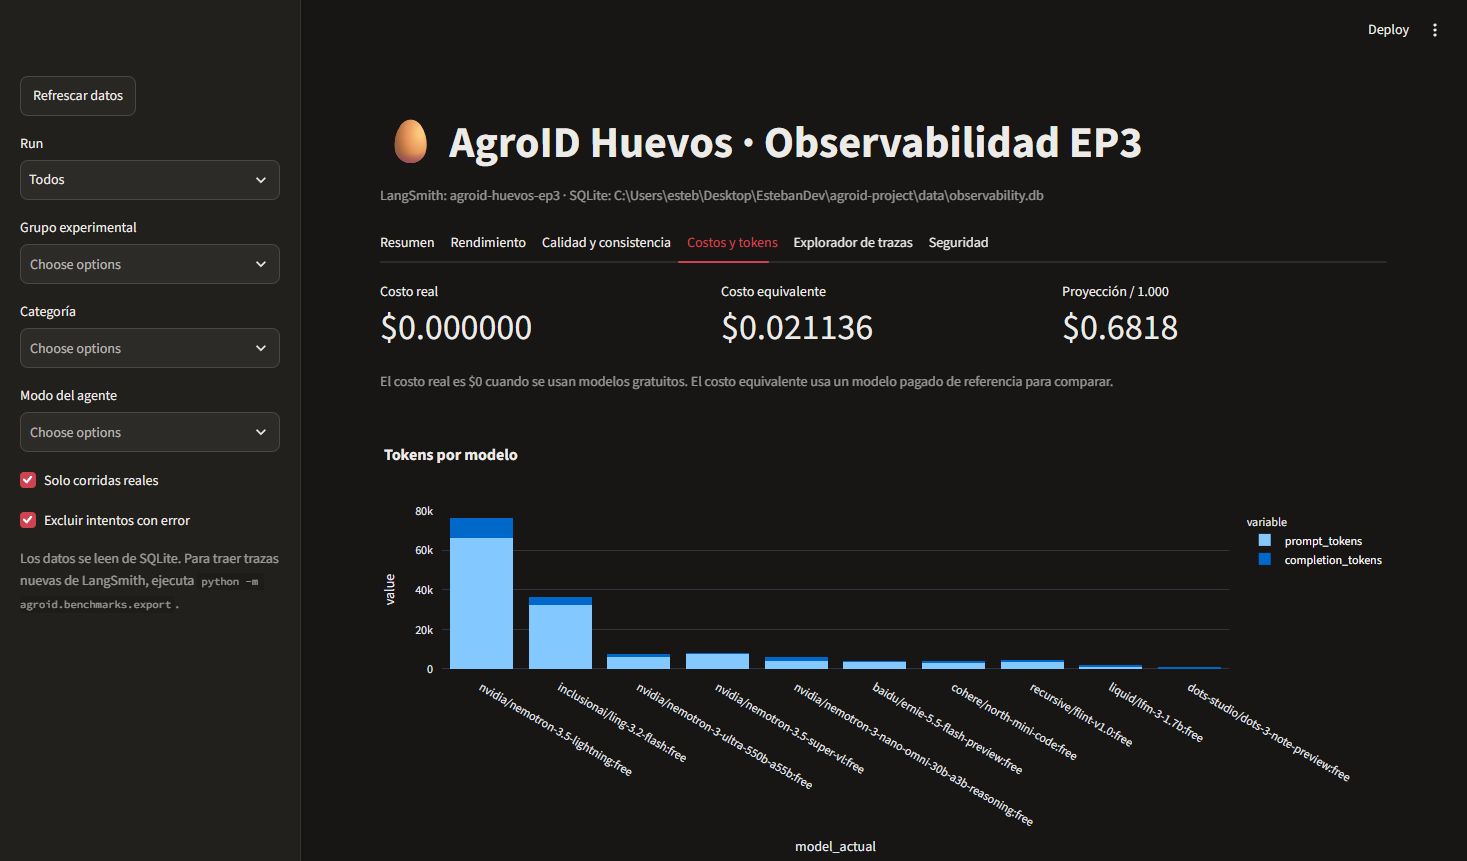 Deploy
Refrescar datos
Run
Todos
Grupo experimental
Choose options
Categoría
Choose options
Modo del agente
Choose options
Solo corridas reales
Excluir intentos con error
Los datos se leen de SQLite. Para traer trazas
nuevas de LangSmith, ejecuta python -m
agroid.benchmarks.export .
AgroID Huevos · Observabilidad EP3
LangSmith: agroid-huevos-ep3 · SQLite: C:\Users\esteb\Desktop\EstebanDev\agroid-project\data\observability.db
Resumen Rendimiento Calidad y consistencia Costos y tokens Explorador de trazas Seguridad
Costo real
$0.000000
Costo equivalente
$0.021136
Proyección / 1.000
$0.6818
El costo real es $0 cuando se usan modelos gratuitos. El costo equivalente usa un modelo pagado de referencia para comparar.
Tokens por modelo
80k
60k
40k
20k
0
value
variable
prompt_tokens
completion_tokens
nvidia/nemotron-3.5-lightning:free
inclusionai/ling-3.2-flash:free
nvidia/nemotron-3-ultra-550b-a55b:free
nvidia/nemotron-3.5-super-vl:free
nvidia/nemotron-3-nano-omni-30b-a3b-reasoning:free
baidu/ernie-5.5-flash-preview:free
cohere/north-mini-code:free
recursive/flint-v1.0:free
liquid/lfm-3-1.7b:free
dots-studio/dots-3-note-preview:free
model_actual